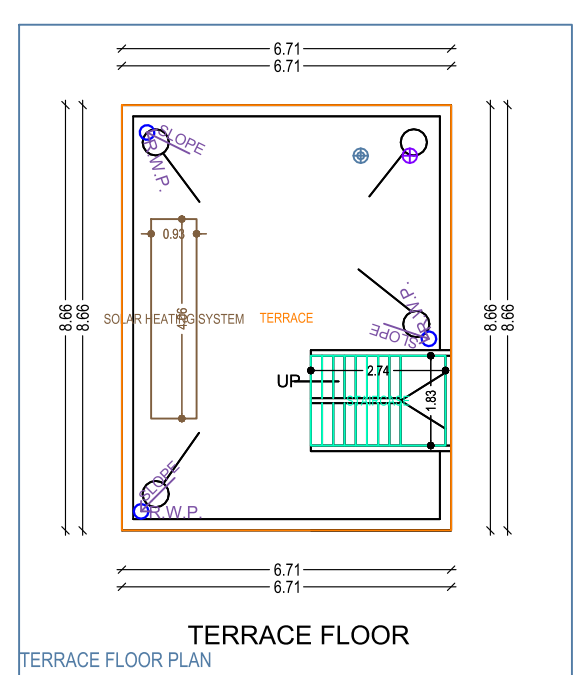 6.71
6.71
SLOPE
R.W.P.
0.93
8.66
8.66
4.06
SOLAR HEATING SYSTEM
TERRACE
R.W.P.
SLOPE
8.66
8.66
UP
2.74
1.83
SLOPE
R.W.P.
6.71
6.71
TERRACE FLOOR
TERRACE FLOOR PLAN